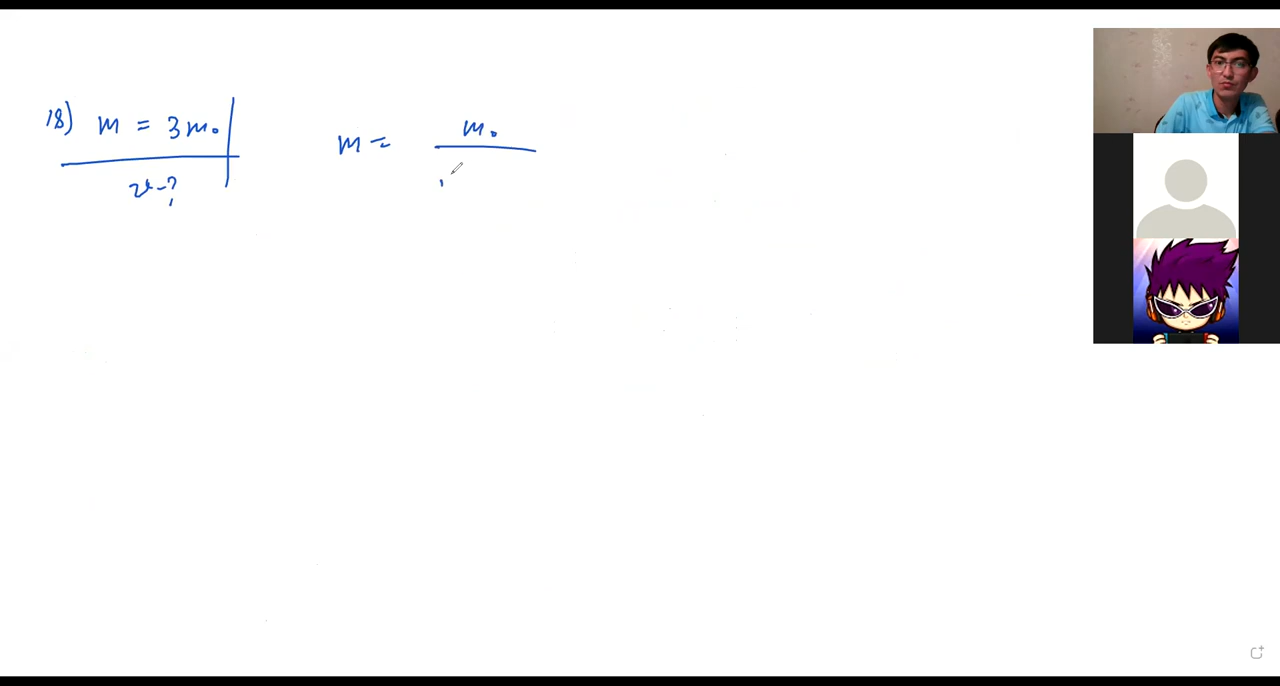 18) m = 3m₀
m = m₀
υ - ?